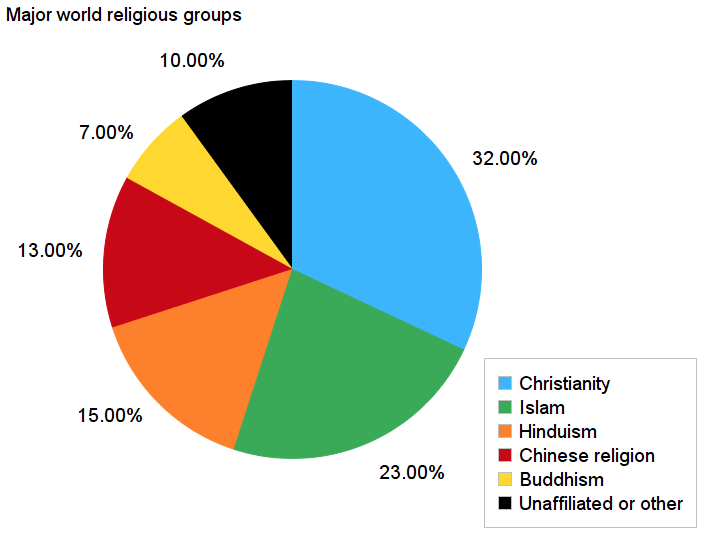 Major world religious groups
10.00%
7.00%
32.00%
13.00%
15.00%
23.00%
Christianity
Islam
Hinduism
Chinese religion
Buddhism
Unaffiliated or other